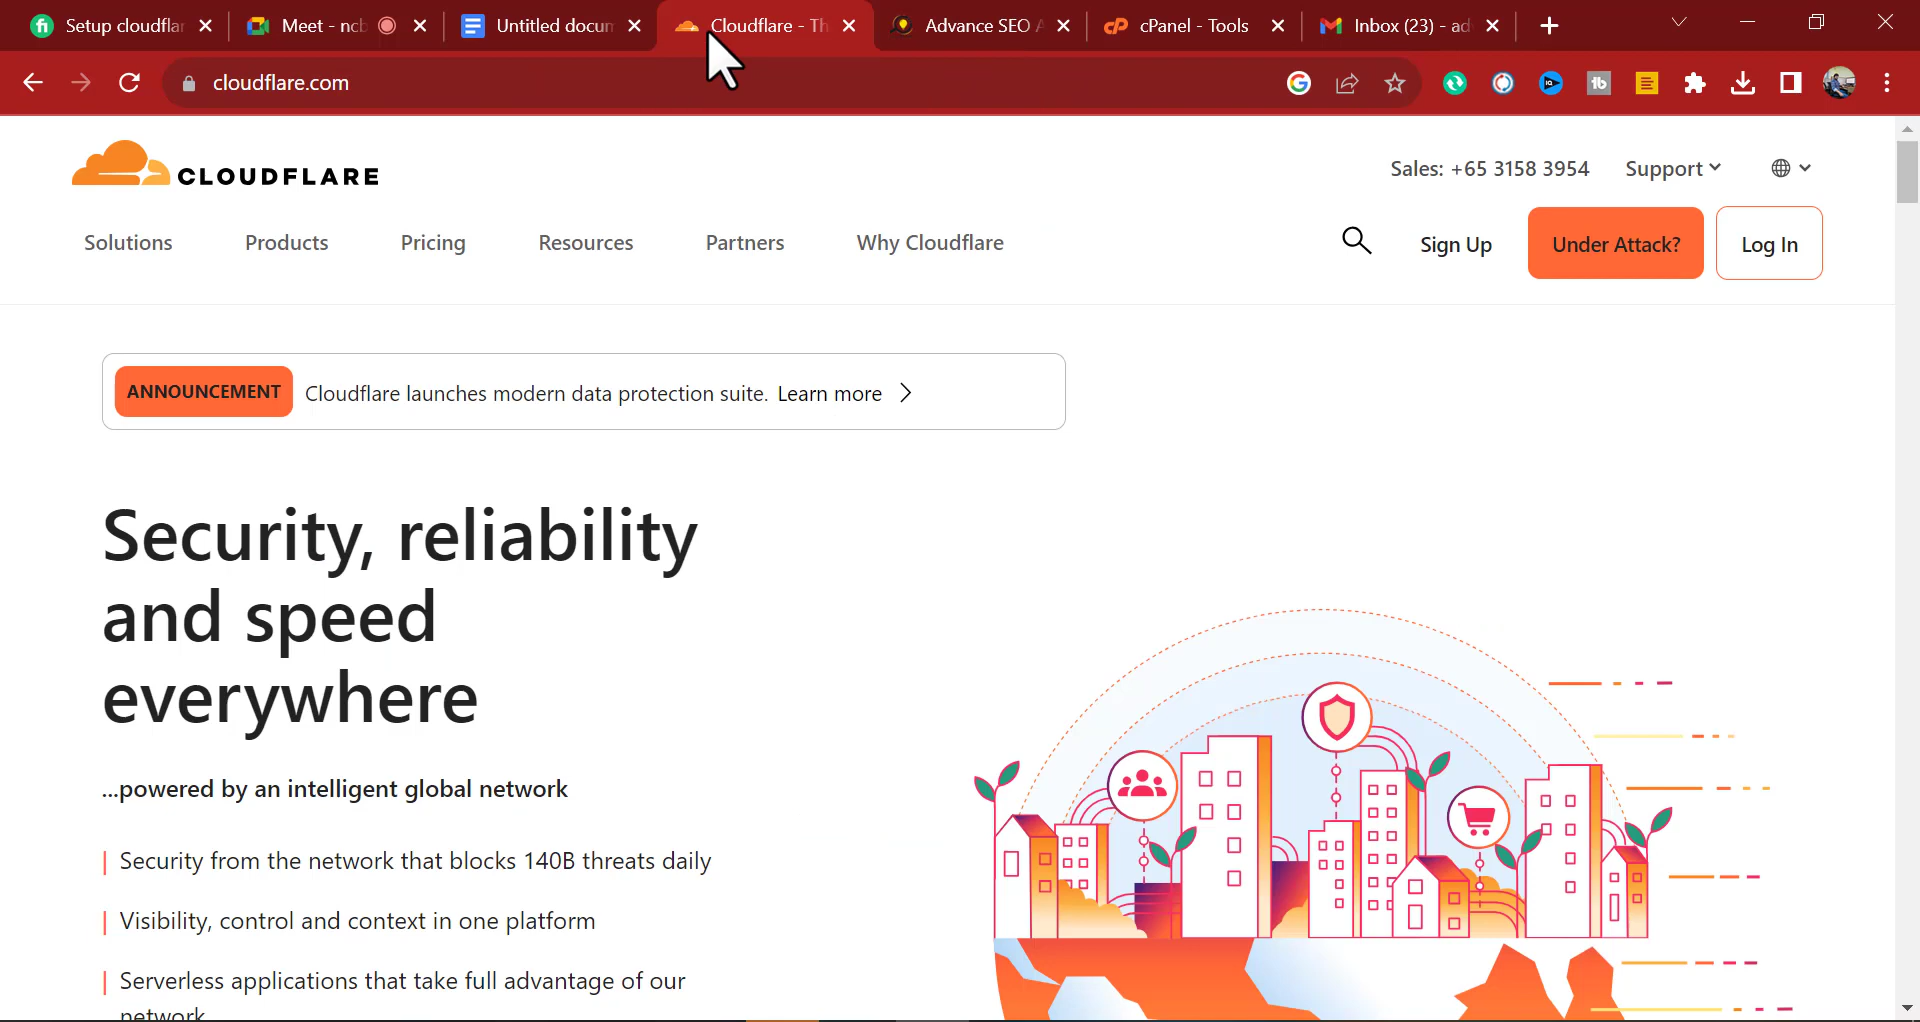 Setup cloudflar
Meet - ncb
Untitled docum
Cloudflare - Th
Advance SEO A
cPanel - Tools
Inbox (23) - ad
cloudflare.com
CLOUDFLARE
Sales: +65 3158 3954
Support
Solutions
Products
Pricing
Resources
Partners
Why Cloudflare
Sign Up
Under Attack?
Log In
ANNOUNCEMENT Cloudflare launches modern data protection suite. Learn more
Security, reliability
and speed
everywhere
...powered by an intelligent global network
Security from the network that blocks 140B threats daily
Visibility, control and context in one platform
Serverless applications that take full advantage of our
network